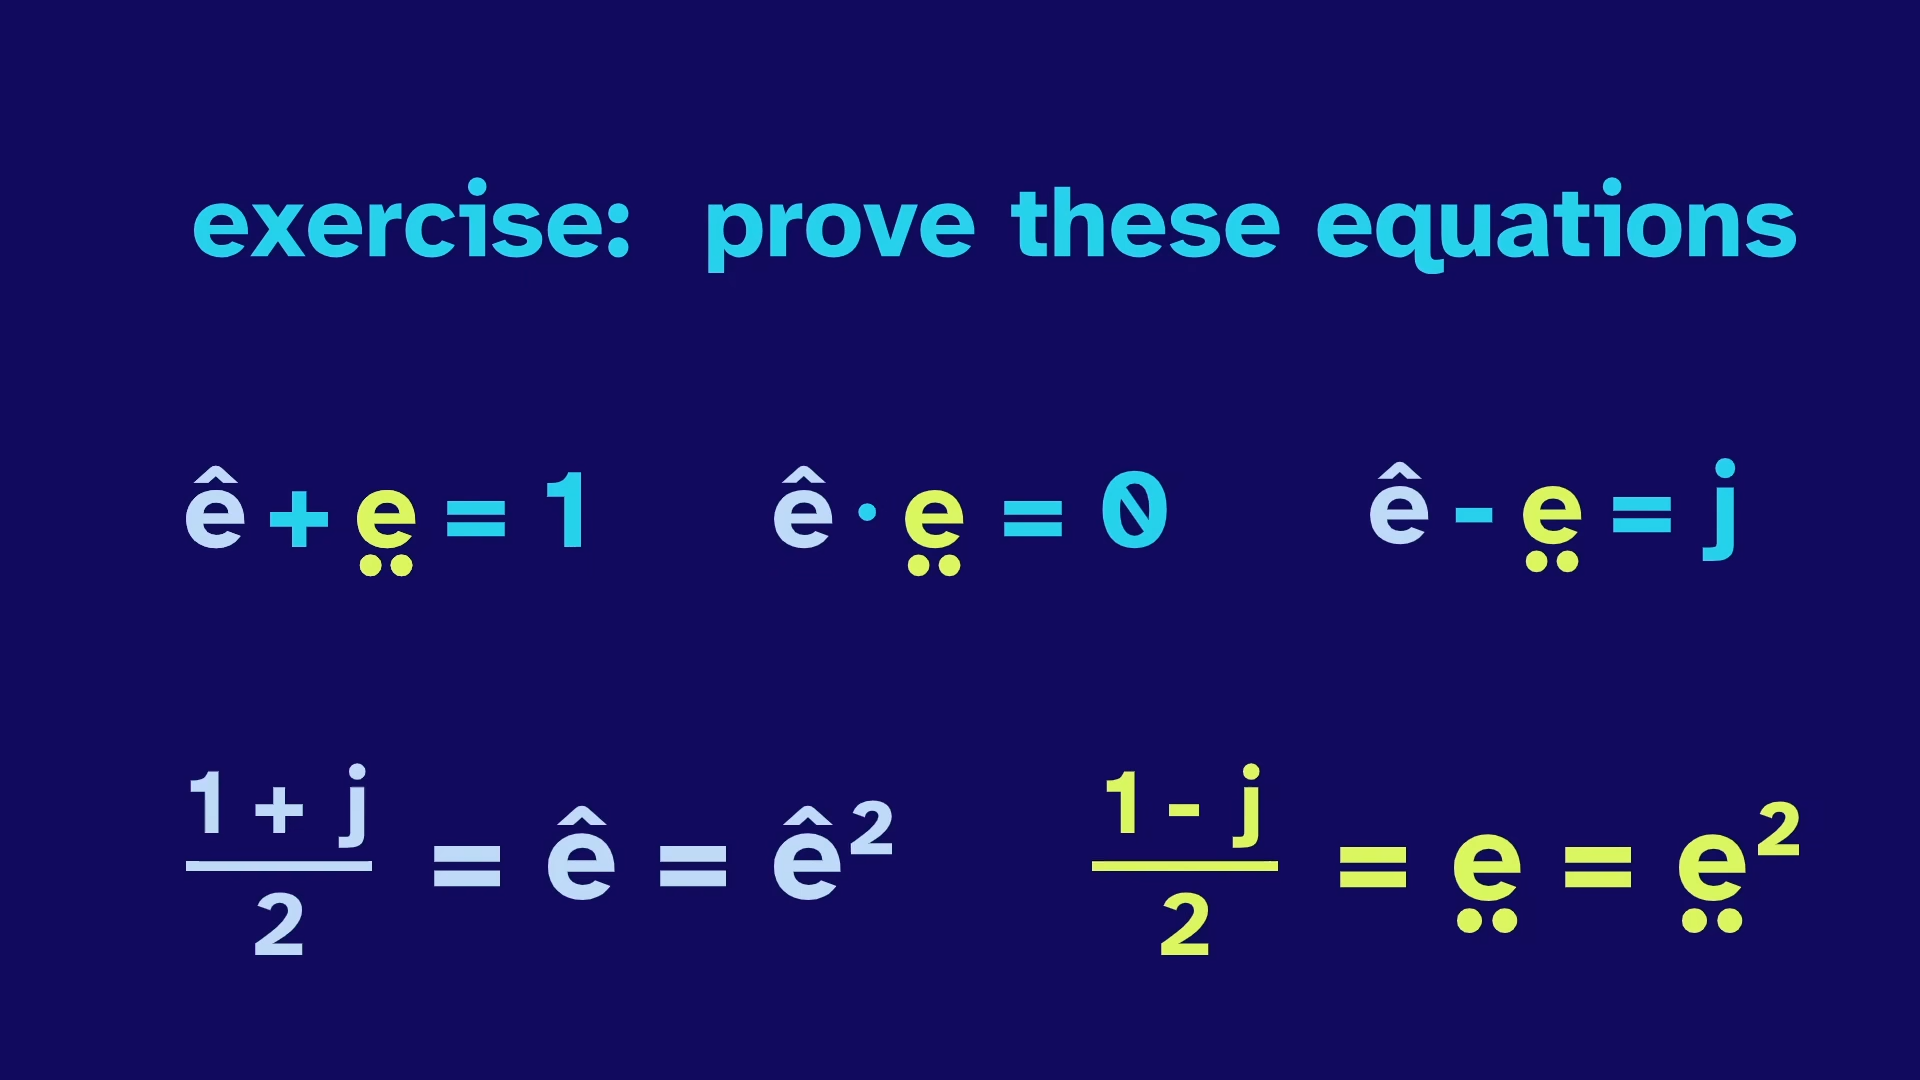 exercise: prove these equations
ê + e̤ = 1 ê · e̤ = 0 ê - e̤ = j
(1 + j)/2 = ê = ê² (1 - j)/2 = e̤ = e̤²